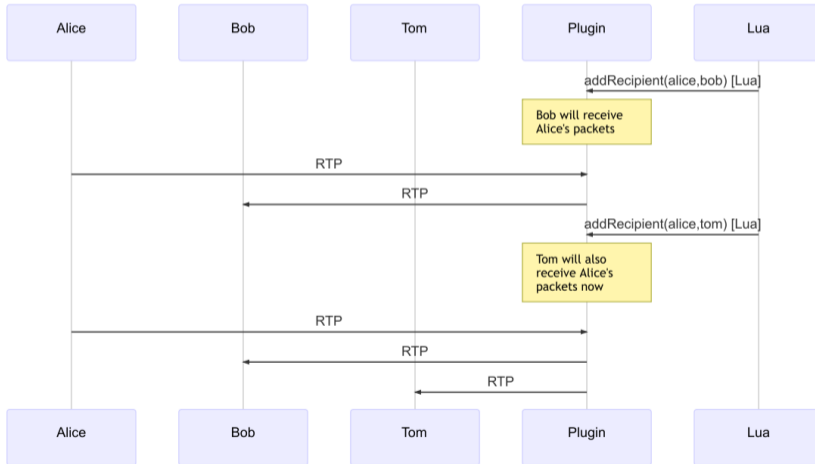 Alice Bob Tom Plugin Lua
addRecipient(alice,bob) [Lua]
Bob will receive
Alice's packets
RTP
RTP
addRecipient(alice,tom) [Lua]
Tom will also
receive Alice's
packets now
RTP
RTP
RTP
Alice Bob Tom Plugin Lua